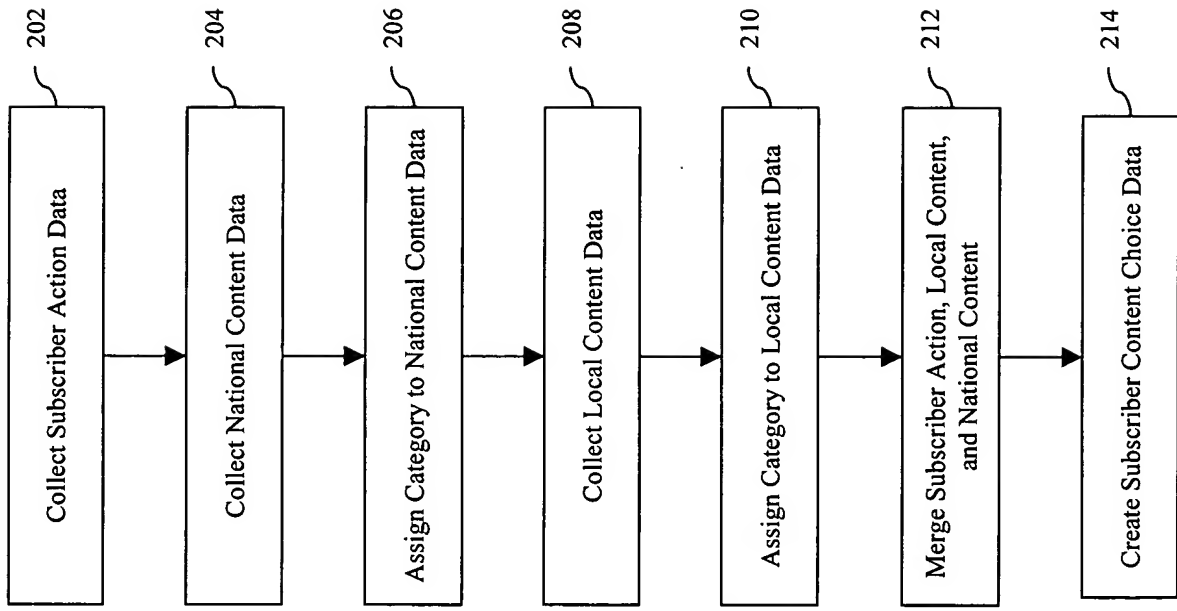 Collect Subscriber Action Data
202
Collect National Content Data
204
Assign Category to National Content Data
206
Collect Local Content Data
208
Assign Category to Local Content Data
210
Merge Subscriber Action, Local Content,
and National Content
212
Create Subscriber Content Choice Data
214